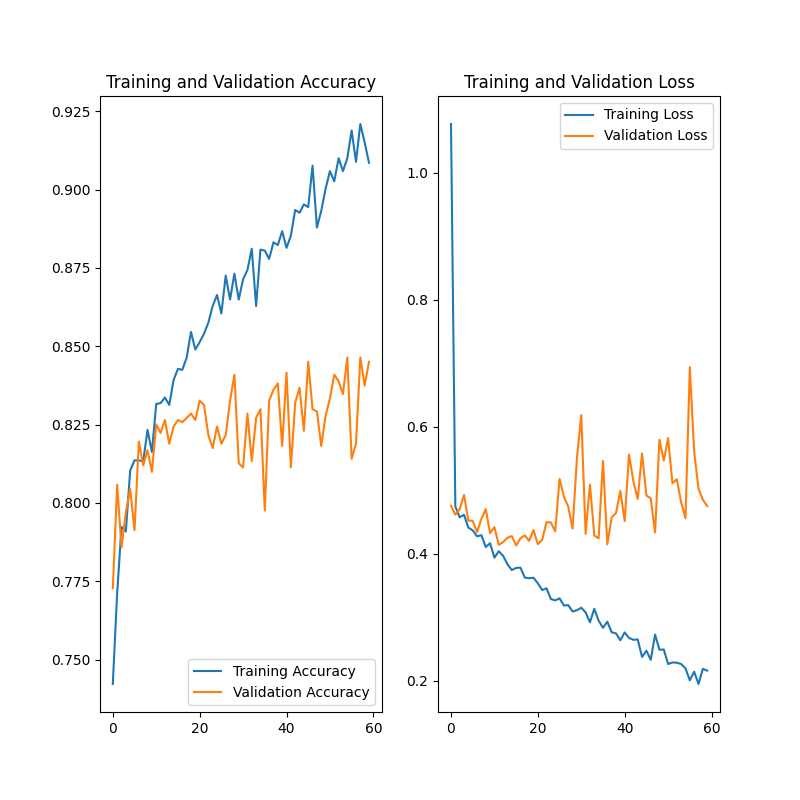 Training and Validation Accuracy
0.925
0.900
0.875
0.850
0.825
0.800
0.775
0.750
Training Accuracy
Validation Accuracy
0 20 40 60
Training and Validation Loss
Training Loss
Validation Loss
1.0
0.8
0.6
0.4
0.2
0 20 40 60